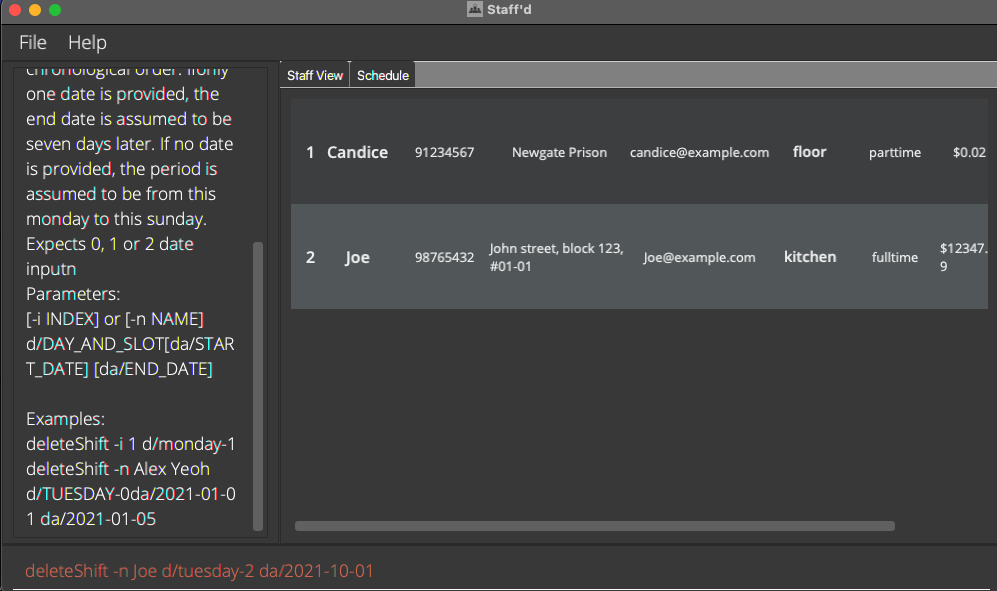 Staff'd
File Help
chronological order. Ifonly
one date is provided, the
end date is assumed to be
seven days later. If no date
is provided, the period is
assumed to be from this
monday to this sunday.
Expects 0, 1 or 2 date
inputn
Parameters:
[-i INDEX] or [-n NAME]
d/DAY_AND_SLOT[da/STAR
T_DATE] [da/END_DATE]
Examples:
deleteShift -i 1 d/monday-1
deleteShift -n Alex Yeoh
d/TUESDAY-0da/2021-01-0
1 da/2021-01-05
Staff View Schedule
1 Candice 91234567 Newgate Prison candice@example.com floor parttime $0.02
2 Joe 98765432 John street, block 123, #01-01 Joe@example.com kitchen fulltime $12347.9
deleteShift -n Joe d/tuesday-2 da/2021-10-01